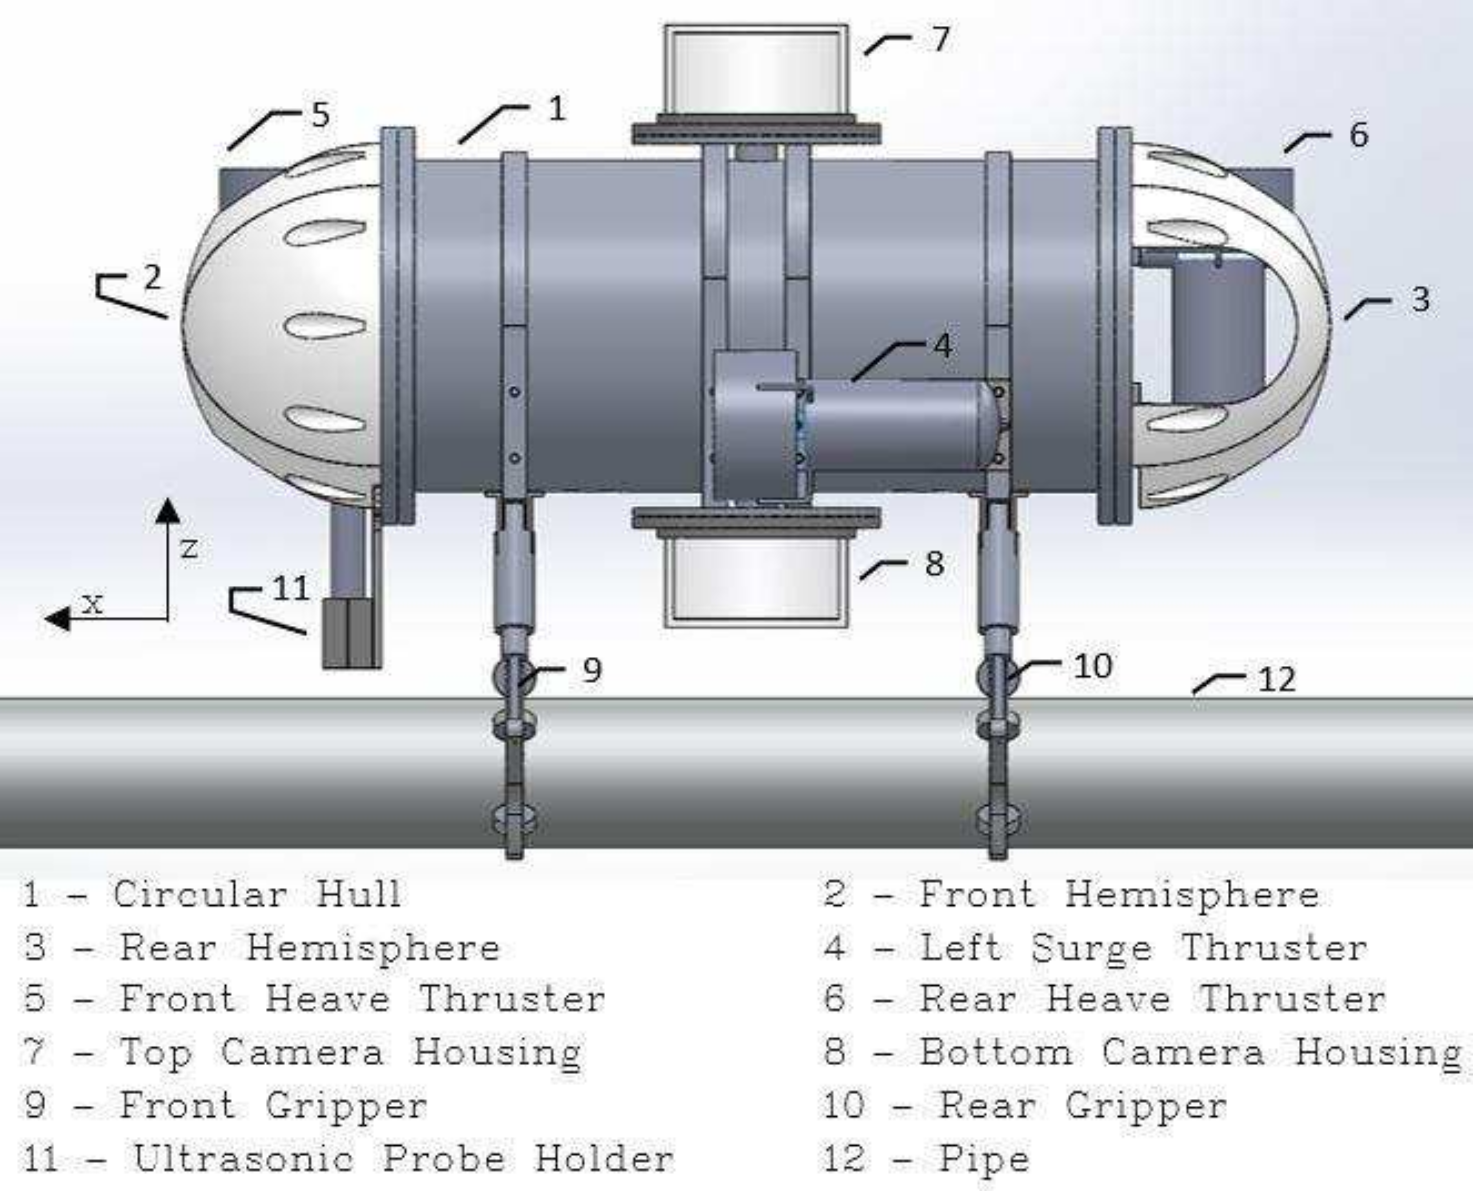 7
5
1
6
2
3
4
z
x
11
8
9
10
12
1 - Circular Hull
2 - Front Hemisphere
3 - Rear Hemisphere
4 - Left Surge Thruster
5 - Front Heave Thruster
6 - Rear Heave Thruster
7 - Top Camera Housing
8 - Bottom Camera Housing
9 - Front Gripper
10 - Rear Gripper
11 - Ultrasonic Probe Holder
12 - Pipe